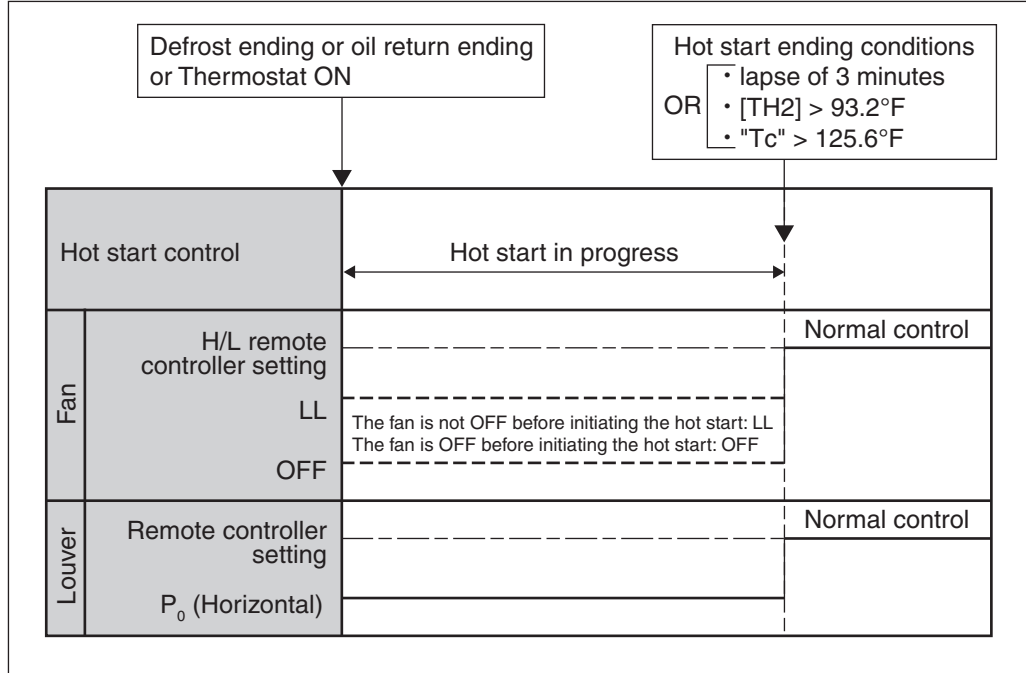 Defrost ending or oil return ending
or Thermostat ON
Hot start ending conditions
OR
・lapse of 3 minutes
・[TH2] > 93.2°F
・"Tc" > 125.6°F
Hot start control
Hot start in progress
Fan
H/L remote
controller setting
Normal control
LL
The fan is not OFF before initiating the hot start: LL
The fan is OFF before initiating the hot start: OFF
OFF
Louver
Remote controller
setting
Normal control
P₀ (Horizontal)